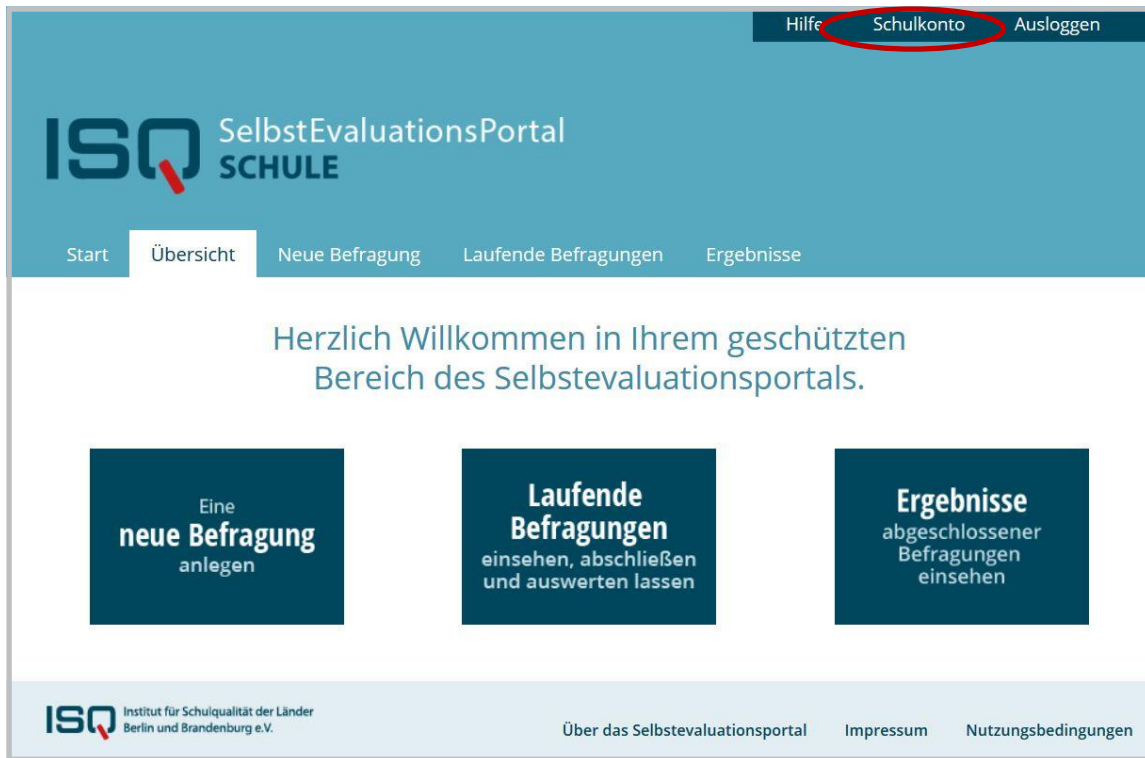 Hilfe Schulkonto Ausloggen
ISQ SelbstEvaluationsPortal
SCHULE
Start Übersicht Neue Befragung Laufende Befragungen Ergebnisse
Herzlich Willkommen in Ihrem geschützten
Bereich des Selbstevaluationsportals.
Eine
neue Befragung
anlegen
Laufende
Befragungen
einsehen, abschließen
und auswerten lassen
Ergebnisse
abgeschlossener
Befragungen
einsehen
ISQ Institut für Schulqualität der Länder
Berlin und Brandenburg e.V.
Über das Selbstevaluationsportal Impressum Nutzungsbedingungen